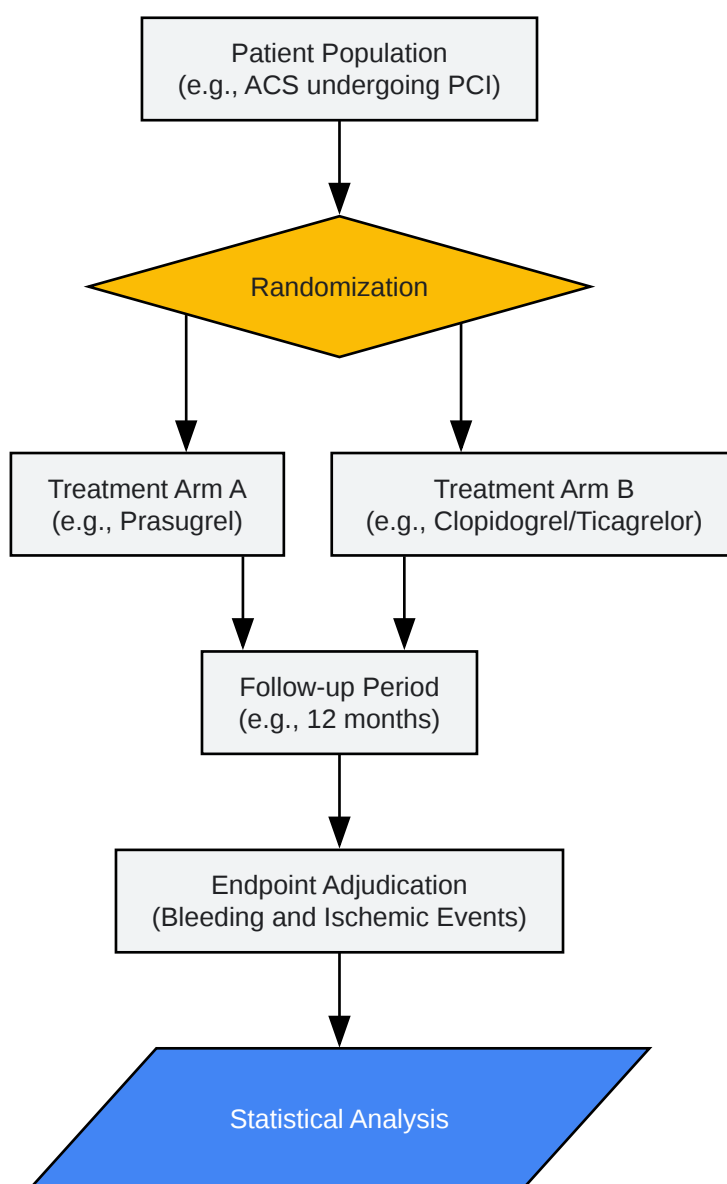 Patient Population
(e.g., ACS undergoing PCI)
Randomization
Treatment Arm A
(e.g., Prasugrel)
Treatment Arm B
(e.g., Clopidogrel/Ticagrelor)
Follow-up Period
(e.g., 12 months)
Endpoint Adjudication
(Bleeding and Ischemic Events)
Statistical Analysis